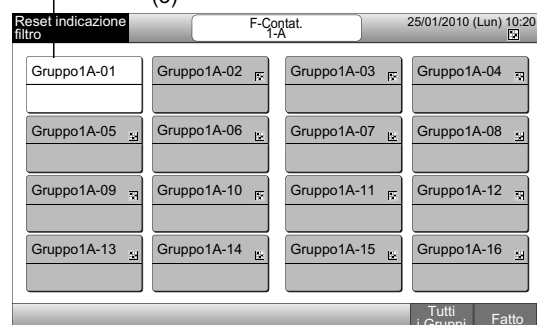 (3)
Reset indicazione
filtro
F-Contat.
1-A
25/01/2010 (Lun) 10:20
Gruppo1A-01 Gruppo1A-02 Gruppo1A-03 Gruppo1A-04
Gruppo1A-05 Gruppo1A-06 Gruppo1A-07 Gruppo1A-08
Gruppo1A-09 Gruppo1A-10 Gruppo1A-11 Gruppo1A-12
Gruppo1A-13 Gruppo1A-14 Gruppo1A-15 Gruppo1A-16
Tutti
i Gruppi Fatto